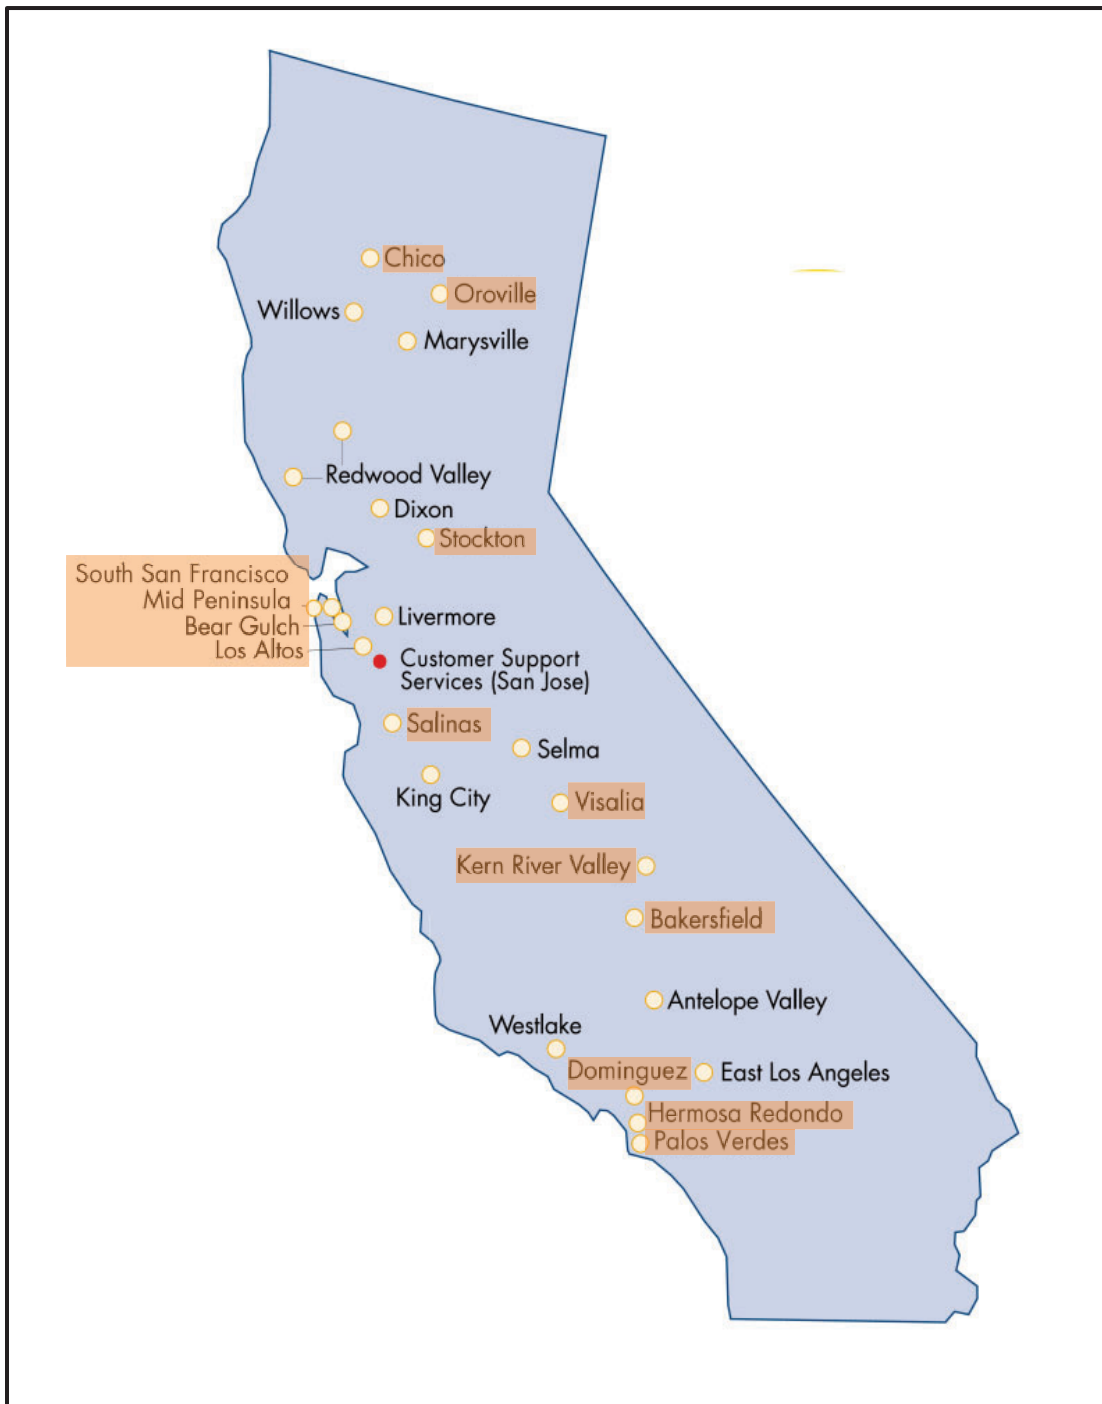 Chico
Oroville
Willows
Marysville
Redwood Valley
Dixon
Stockton
South San Francisco
Mid Peninsula
Bear Gulch
Los Altos
Livermore
Customer Support
Services (San Jose)
Salinas
Selma
King City
Visalia
Kern River Valley
Bakersfield
Antelope Valley
Westlake
Dominguez
East Los Angeles
Hermosa Redondo
Palos Verdes